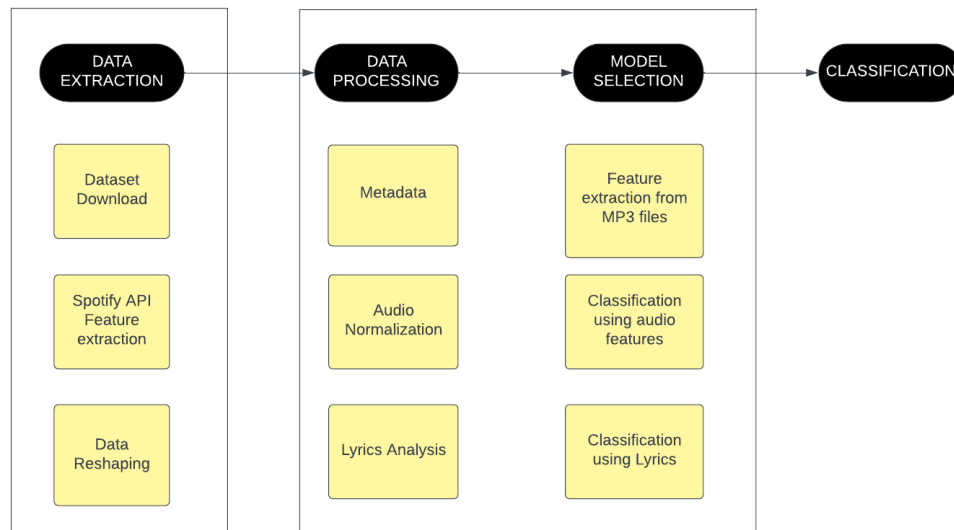 DATA
EXTRACTION
DATA
PROCESSING
MODEL
SELECTION
CLASSIFICATION
Dataset
Download
Metadata
Feature
extraction from
MP3 files
Spotify API
Feature
extraction
Audio
Normalization
Classification
using audio
features
Data
Reshaping
Lyrics Analysis
Classification
using Lyrics